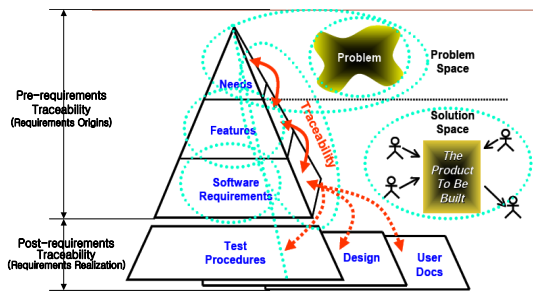 Pre-requirements
Traceability
(Requirements Origins)
Post-requirements
Traceability
(Requirements Realization)
Needs
Features
Software
Requirements
Traceability
Test
Procedures
Design
User
Docs
Problem
Problem
Space
Solution
Space
The
Product
To Be
Built